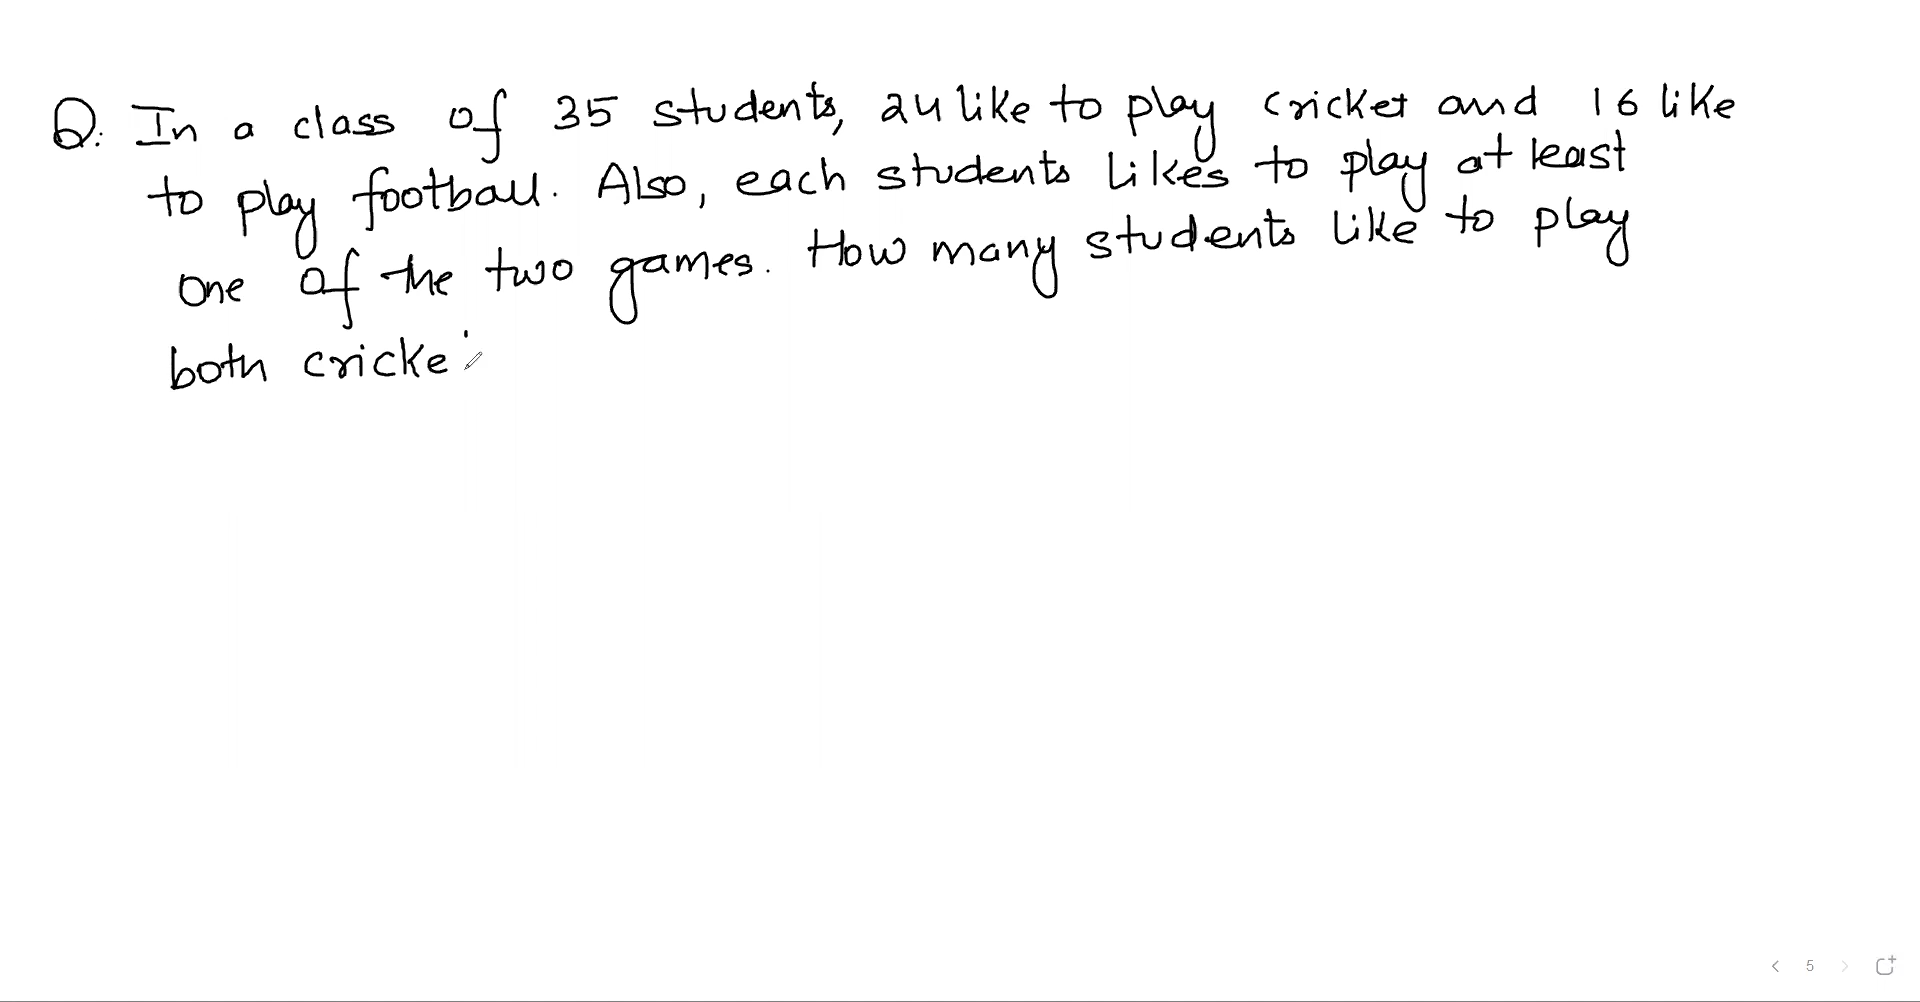 Q. In a class of 35 students, 24 like to play cricket and 16 like
to play football. Also, each students likes to play at least
one of the two games. How many students like to play
both cricke
5